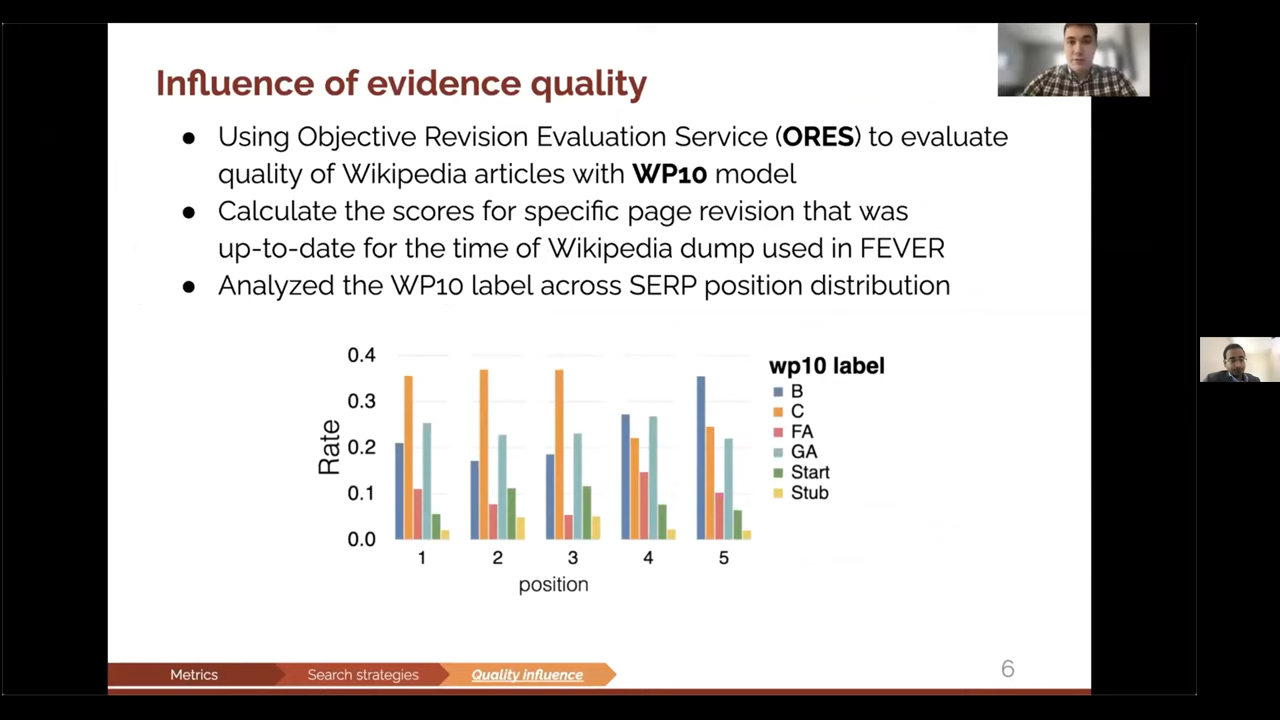 Influence of evidence quality
● Using Objective Revision Evaluation Service (ORES) to evaluate
quality of Wikipedia articles with WP10 model
● Calculate the scores for specific page revision that was
up-to-date for the time of Wikipedia dump used in FEVER
● Analyzed the WP10 label across SERP position distribution
0.4
0.3
0.2
0.1
0.0
Rate
1 2 3 4 5
position
wp10 label
B
C
FA
GA
Start
Stub
Metrics Search strategies Quality influence
6